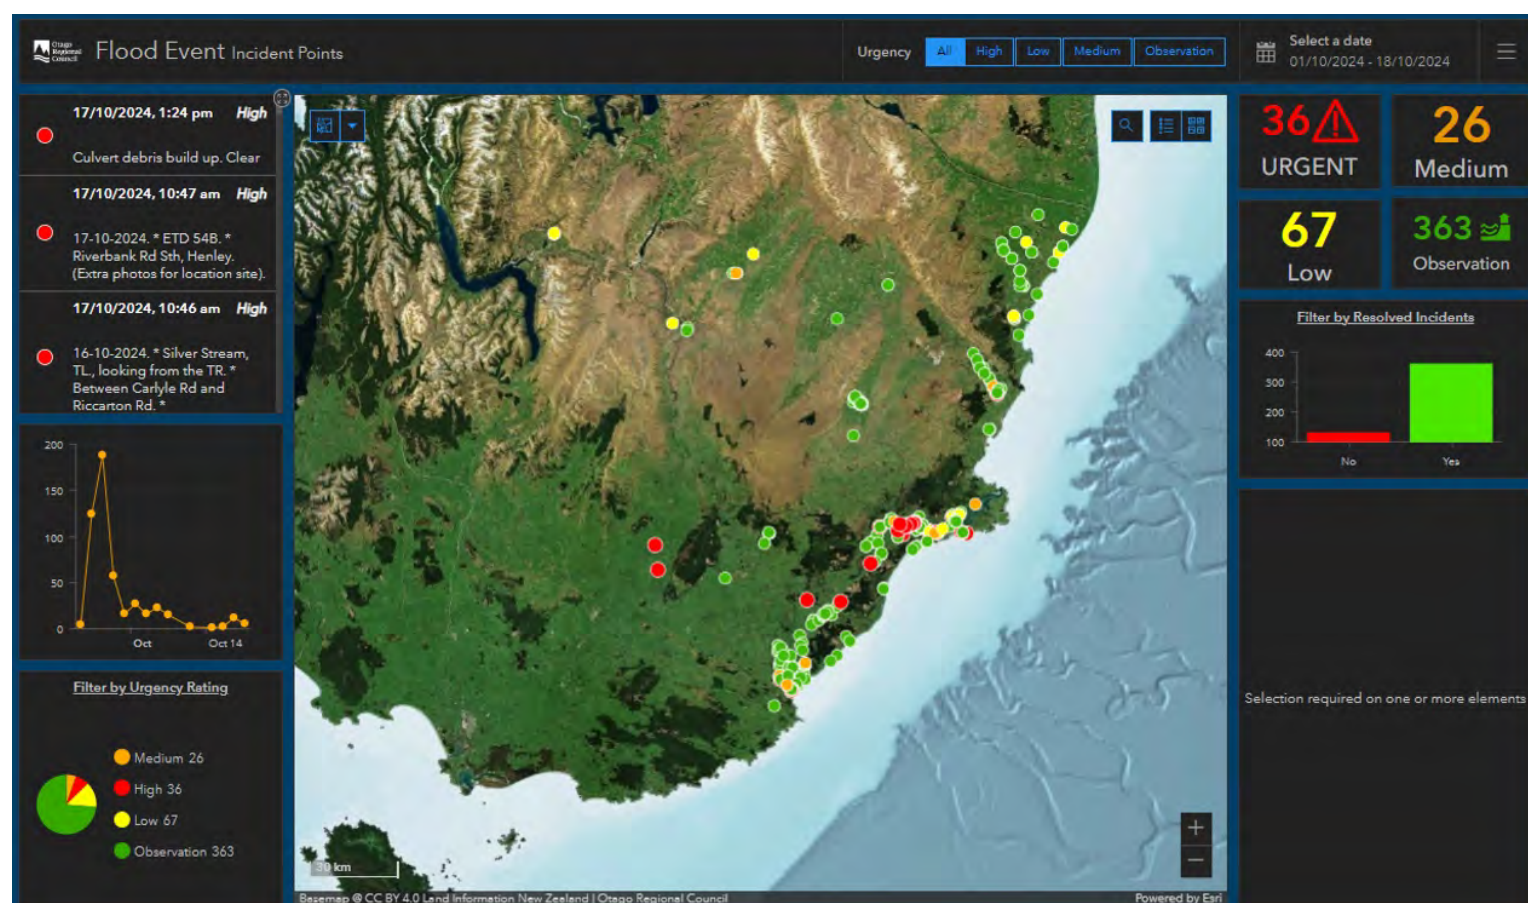 Otago
Regional
Council
Flood Event Incident Points
Urgency
All
High
Low
Medium
Observation
Select a date
01/10/2024 - 18/10/2024
17/10/2024, 1:24 pm High
Culvert debris build up. Clear
17/10/2024, 10:47 am High
17-10-2024. * ETD 54B. *
Riverbank Rd Sth, Henley.
(Extra photos for location site).
17/10/2024, 10:46 am High
16-10-2024. * Silver Stream,
TL., looking from the TR. *
Between Carlyle Rd and
Riccarton Rd. *
200
150
100
50
0
Oct
Oct 14
Filter by Urgency Rating
Medium 26
High 36
Low 67
Observation 363
30 km
Basemap @ CC BY 4.0 Land Information New Zealand | Otago Regional Council
Powered by Esri
36
URGENT
26
Medium
67
Low
363
Observation
Filter by Resolved Incidents
400
300
200
100
No
Yes
Selection required on one or more elements